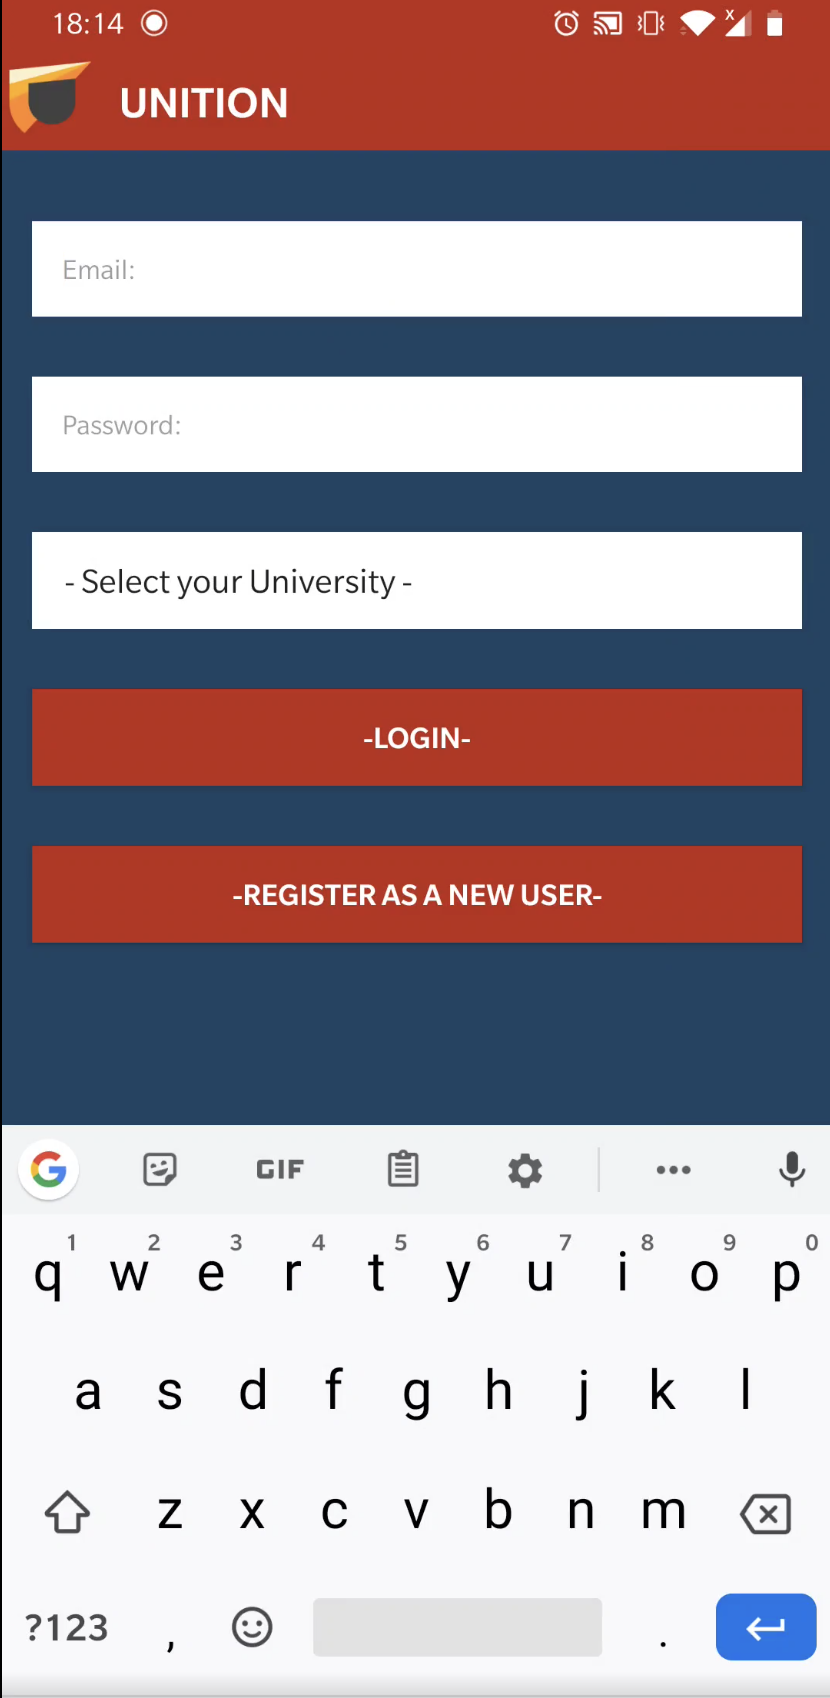 18:14
UNITION
Email:
Password:
- Select your University -
-LOGIN-
-REGISTER AS A NEW USER-
GIF
1 2 3 4 5 6 7 8 9 0
q w e r t y u i o p
a s d f g h j k l
z x c v b n m
?123 , .